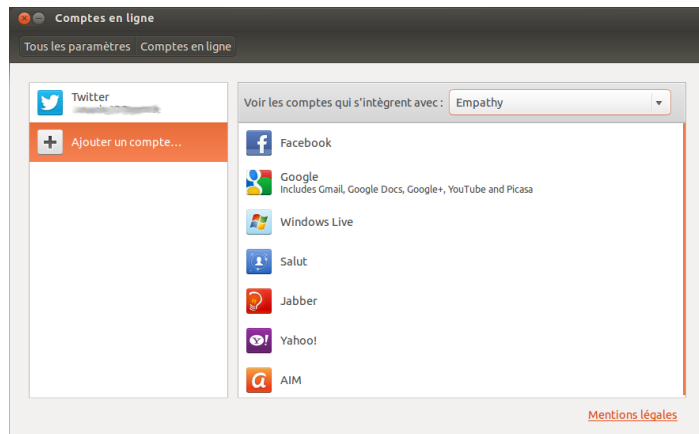 Comptes en ligne
Tous les paramètres Comptes en ligne
Twitter
Ajouter un compte...
Voir les comptes qui s'intègrent avec : Empathy
Facebook
Google
Includes Gmail, Google Docs, Google+, YouTube and Picasa
Windows Live
Salut
Jabber
Yahoo!
AIM
Mentions légales